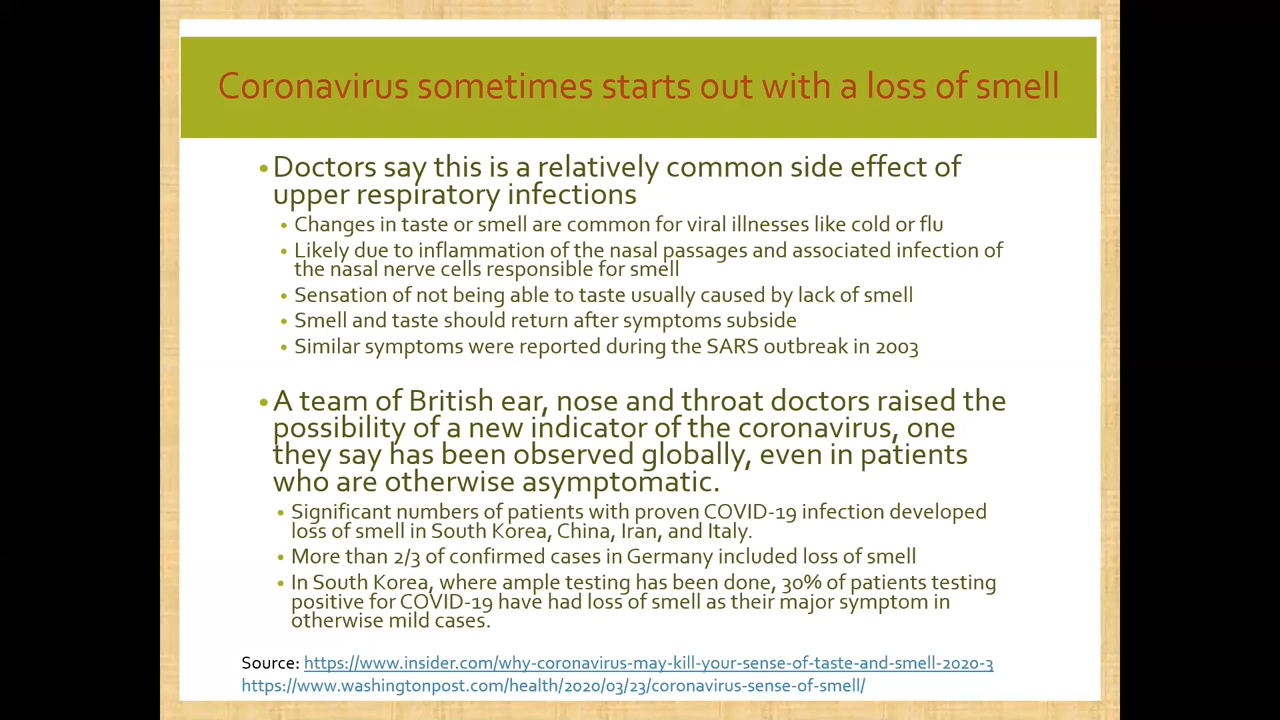 Coronavirus sometimes starts out with a loss of smell
• Doctors say this is a relatively common side effect of
upper respiratory infections
• Changes in taste or smell are common for viral illnesses like cold or flu
• Likely due to inflammation of the nasal passages and associated infection of
the nasal nerve cells responsible for smell
• Sensation of not being able to taste usually caused by lack of smell
• Smell and taste should return after symptoms subside
• Similar symptoms were reported during the SARS outbreak in 2003
• A team of British ear, nose and throat doctors raised the
possibility of a new indicator of the coronavirus, one
they say has been observed globally, even in patients
who are otherwise asymptomatic.
• Significant numbers of patients with proven COVID-19 infection developed
loss of smell in South Korea, China, Iran, and Italy.
• More than 2/3 of confirmed cases in Germany included loss of smell
• In South Korea, where ample testing has been done, 30% of patients testing
positive for COVID-19 have had loss of smell as their major symptom in
otherwise mild cases.
Source: https://www.insider.com/why-coronavirus-may-kill-your-sense-of-taste-and-smell-2020-3
https://www.washingtonpost.com/health/2020/03/23/coronavirus-sense-of-smell/